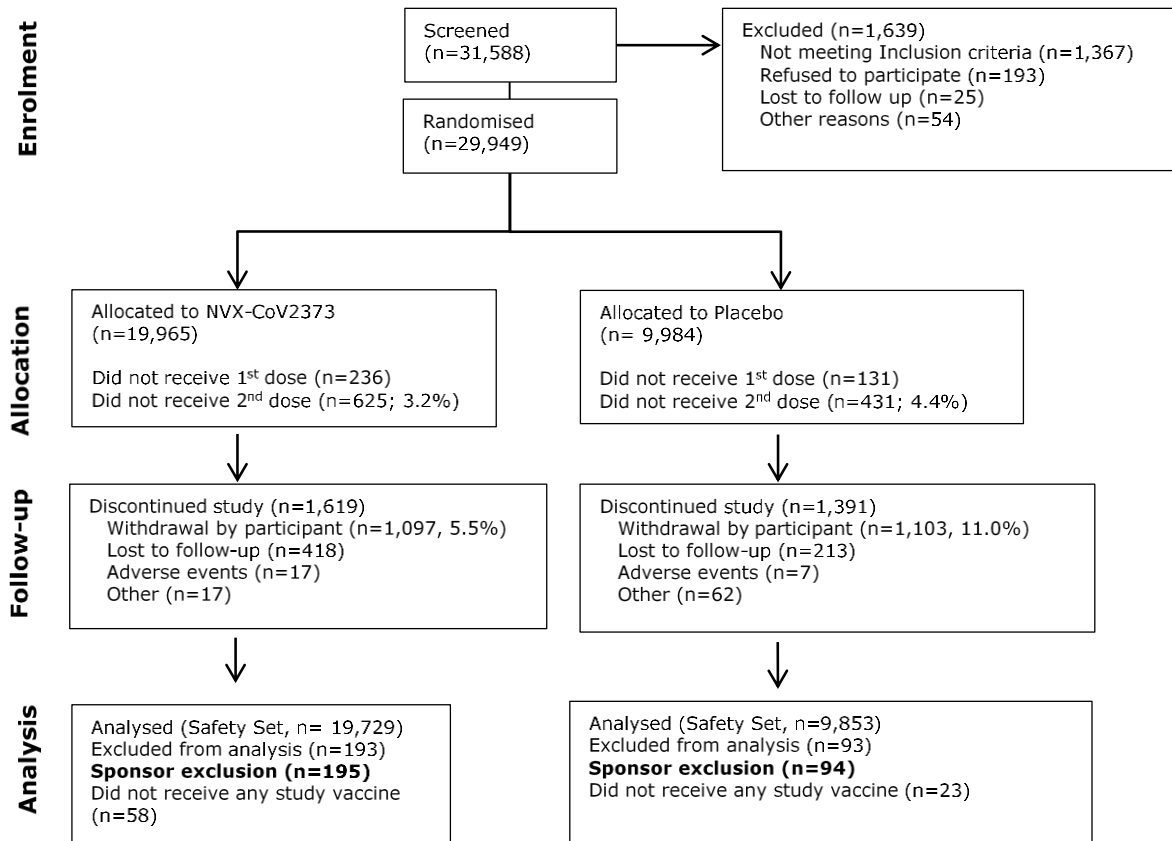 Enrolment
Screened
(n=31,588)
Excluded (n=1,639)
Not meeting Inclusion criteria (n=1,367)
Refused to participate (n=193)
Lost to follow up (n=25)
Other reasons (n=54)
Randomised
(n=29,949)
Allocation
Allocated to NVX-CoV2373
(n=19,965)
Did not receive 1st dose (n=236)
Did not receive 2nd dose (n=625; 3.2%)
Allocated to Placebo
(n= 9,984)
Did not receive 1st dose (n=131)
Did not receive 2nd dose (n=431; 4.4%)
Follow-up
Discontinued study (n=1,619)
Withdrawal by participant (n=1,097, 5.5%)
Lost to follow-up (n=418)
Adverse events (n=17)
Other (n=17)
Discontinued study (n=1,391)
Withdrawal by participant (n=1,103, 11.0%)
Lost to follow-up (n=213)
Adverse events (n=7)
Other (n=62)
Analysis
Analysed (Safety Set, n= 19,729)
Excluded from analysis (n=193)
Sponsor exclusion (n=195)
Did not receive any study vaccine
(n=58)
Analysed (Safety Set, n=9,853)
Excluded from analysis (n=93)
Sponsor exclusion (n=94)
Did not receive any study vaccine (n=23)